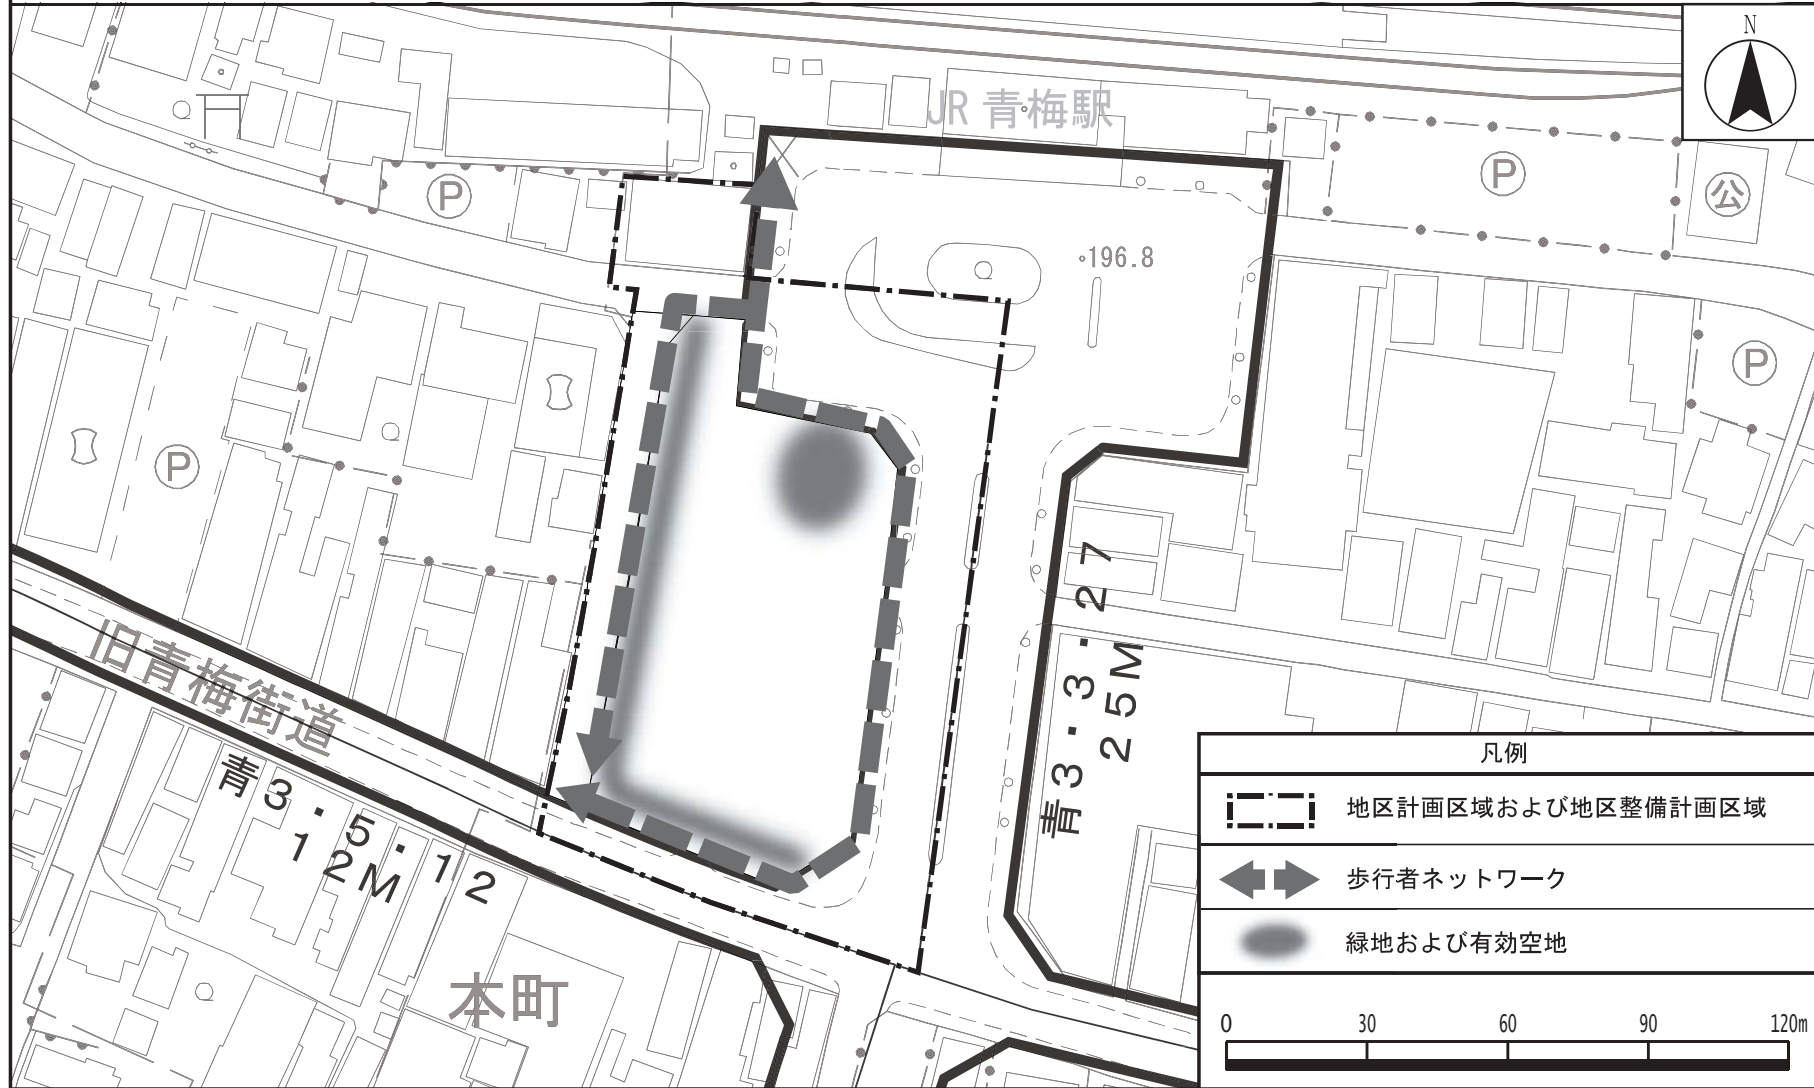 N
JR 青梅駅
P
P
公
196.8
P
P
旧青梅街道
青3・5・12
12M
青3・3・27
25M
本町
凡例
地区計画区域および地区整備計画区域
歩行者ネットワーク
緑地および有効空地
0 30 60 90 120m